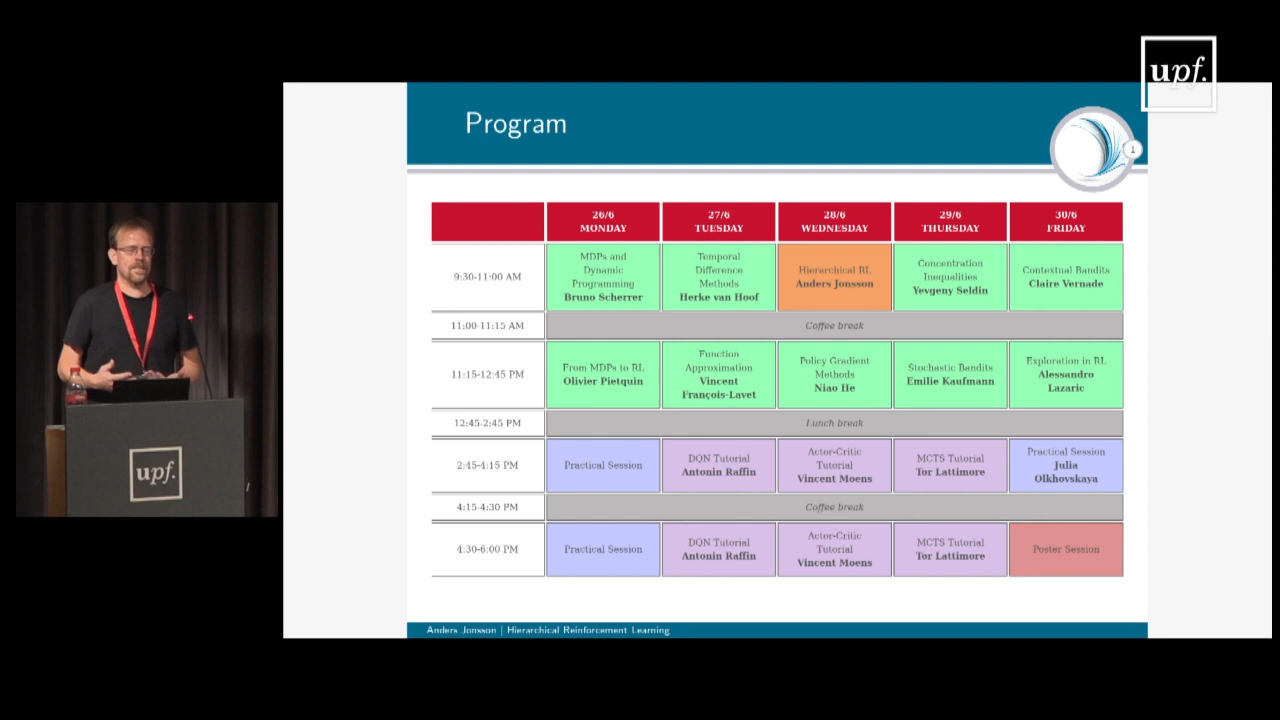 upf.
Program
1
26/6
MONDAY
27/6
TUESDAY
28/6
WEDNESDAY
29/6
THURSDAY
30/6
FRIDAY
9:30-11:00 AM
MDPs and
Dynamic
Programming
Bruno Scherrer
Temporal
Difference
Methods
Herke van Hoof
Hierarchical RL
Anders Jonsson
Concentration
Inequalities
Yevgeny Seldin
Contextual Bandits
Claire Vernade
11:00-11:15 AM
Coffee break
11:15-12:45 PM
From MDPs to RL
Olivier Pietquin
Function
Approximation
Vincent
François-Lavet
Policy Gradient
Methods
Niao He
Stochastic Bandits
Emilie Kaufmann
Exploration in RL
Alessandro
Lazaric
12:45-2:45 PM
Lunch break
2:45-4:15 PM
Practical Session
DQN Tutorial
Antonin Raffin
Actor-Critic
Tutorial
Vincent Moens
MCTS Tutorial
Tor Lattimore
Practical Session
Julia
Olkhovskaya
4:15-4:30 PM
Coffee break
4:30-6:00 PM
Practical Session
DQN Tutorial
Antonin Raffin
Actor-Critic
Tutorial
Vincent Moens
MCTS Tutorial
Tor Lattimore
Poster Session
Anders Jonsson | Hierarchical Reinforcement Learning
upf.